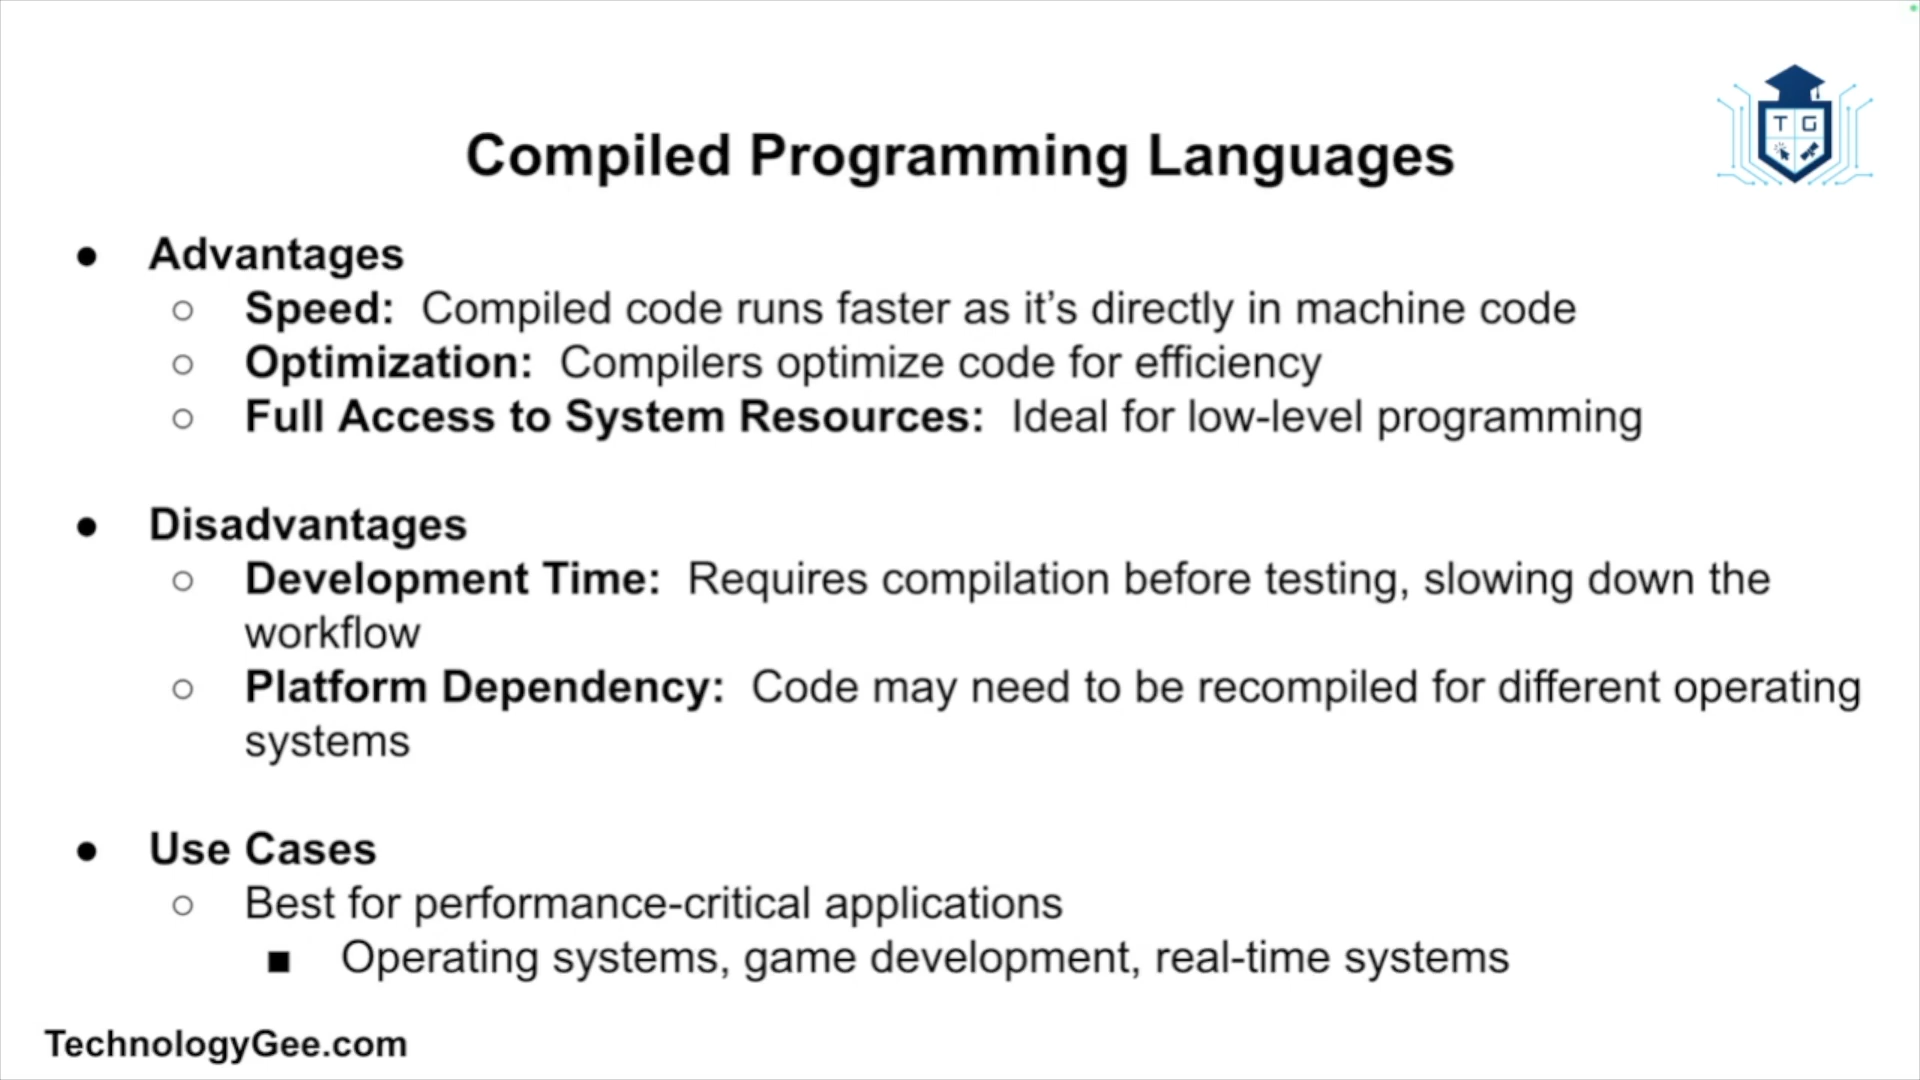 T G
Compiled Programming Languages
● Advantages
○ Speed: Compiled code runs faster as it’s directly in machine code
○ Optimization: Compilers optimize code for efficiency
○ Full Access to System Resources: Ideal for low-level programming
● Disadvantages
○ Development Time: Requires compilation before testing, slowing down the
workflow
○ Platform Dependency: Code may need to be recompiled for different operating
systems
● Use Cases
○ Best for performance-critical applications
■ Operating systems, game development, real-time systems
TechnologyGee.com